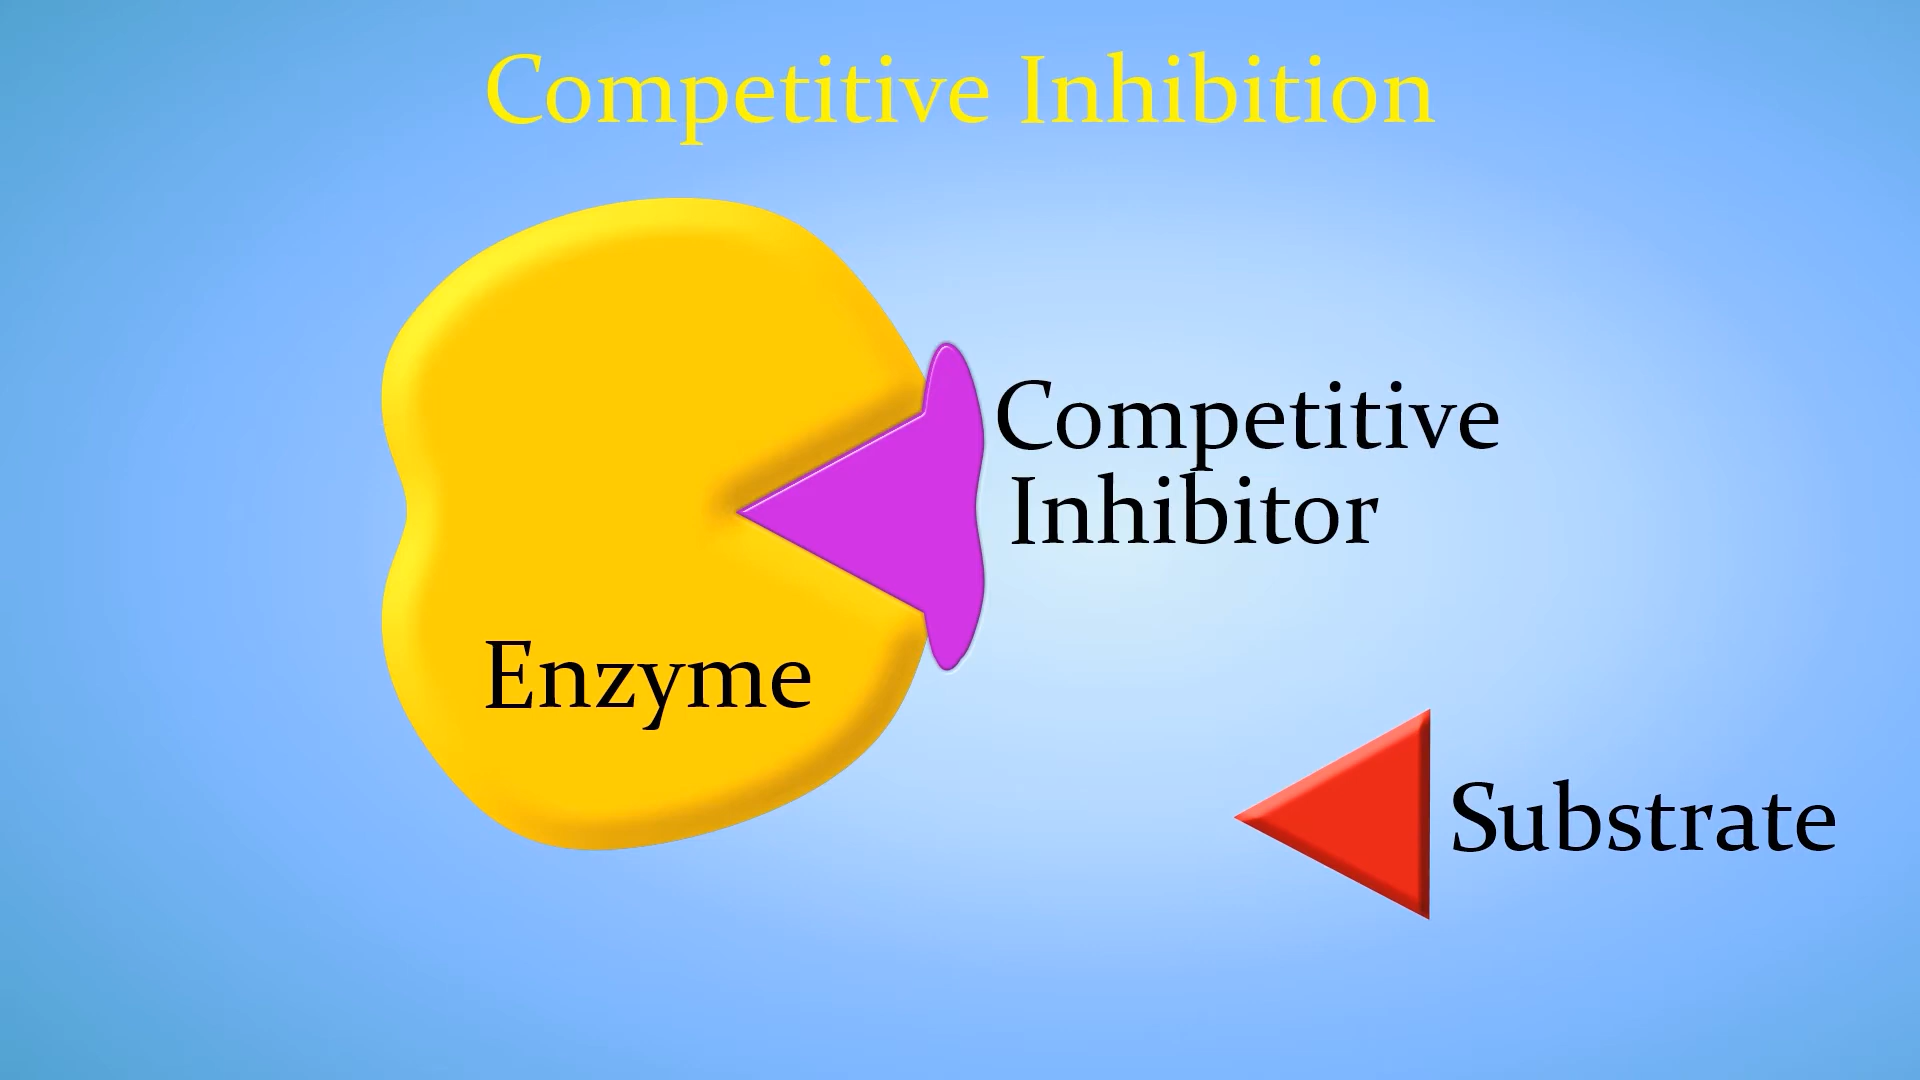 Competitive Inhibition
Competitive
Inhibitor
Enzyme
Substrate